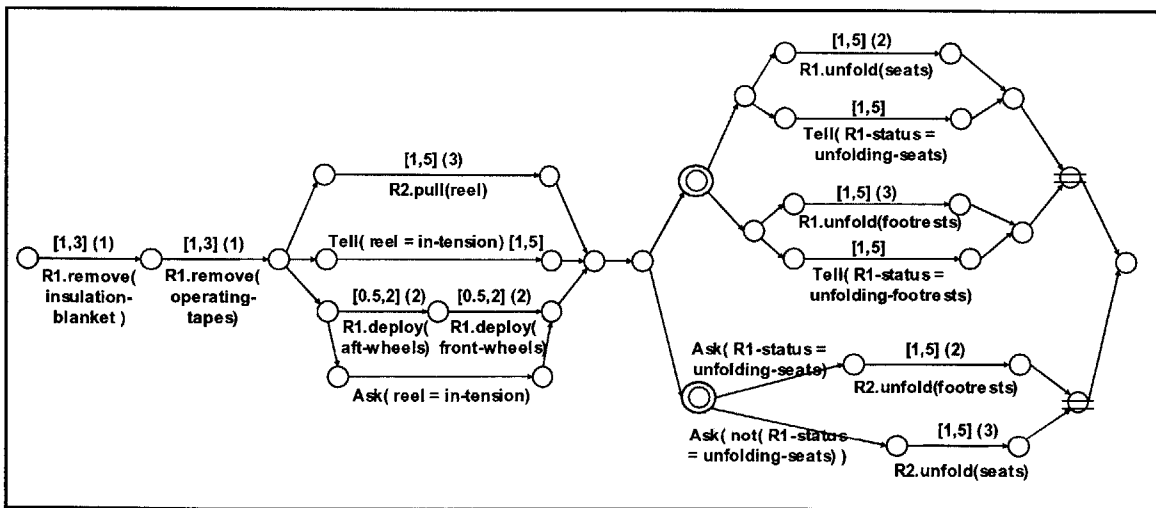 [1,3] (1)
R1.remove(
insulation-
blanket )
[1,3] (1)
R1.remove(
operating-
tapes)
[1,5] (3)
R2.pull(reel)
Tell( reel = in-tension) [1,5]
[0.5,2] (2)
R1.deploy(
aft-wheels)
[0.5,2] (2)
R1.deploy(
front-wheels)
Ask( reel = in-tension)
[1,5] (2)
R1.unfold(seats)
[1,5]
Tell( R1-status =
unfolding-seats)
[1,5] (3)
R1.unfold(footrests)
[1,5]
Tell( R1-status =
unfolding-footrests)
Ask( R1-status =
unfolding-seats)
[1,5] (2)
R2.unfold(footrests)
Ask( not( R1-status
= unfolding-seats) )
[1,5] (3)
R2.unfold(seats)